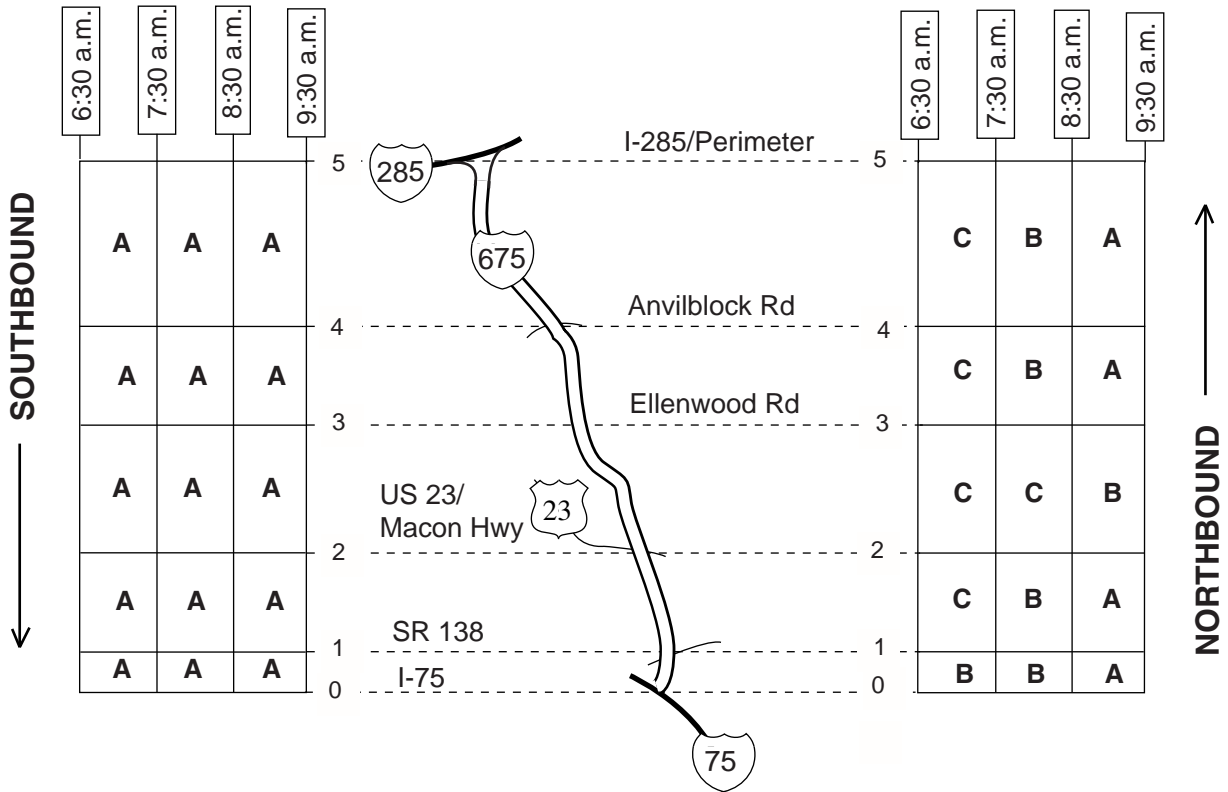 6:30 a.m. 7:30 a.m. 8:30 a.m. 9:30 a.m. 6:30 a.m. 7:30 a.m. 8:30 a.m. 9:30 a.m.
5 285 I-285/Perimeter 5
SOUTHBOUND
A A A 675 C B A
4 Anvilblock Rd 4
A A A C B A
3 Ellenwood Rd 3
A A A US 23/ 23 C C B
Macon Hwy
2 2
NORTHBOUND
A A A C B A
1 SR 138 1
A A A I-75 B B A
0 0
75